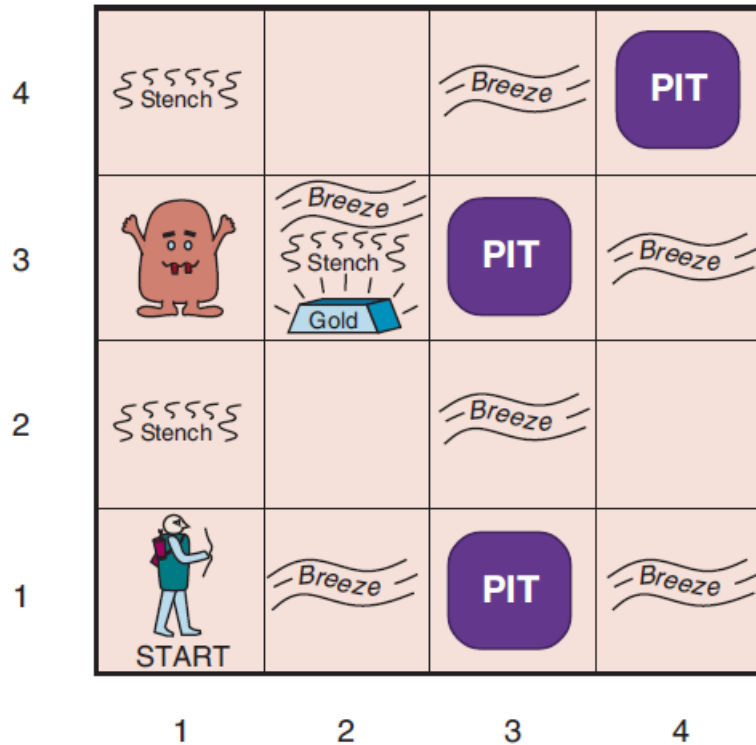 4
Stench
Breeze
PIT
3
Breeze
Stench
Gold
PIT
Breeze
2
Stench
Breeze
1
START
Breeze
PIT
Breeze
1 2 3 4